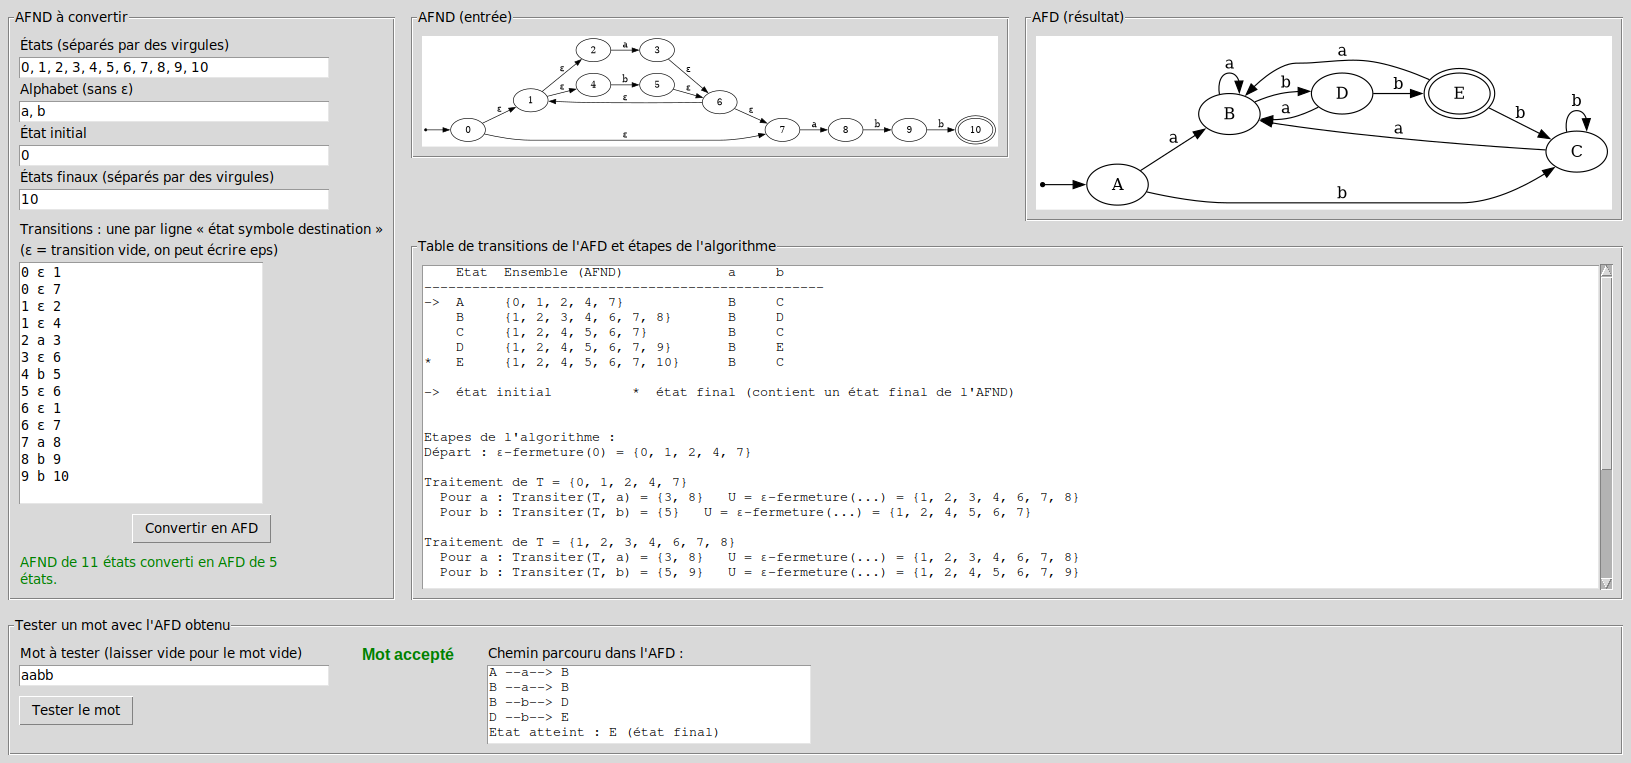 AFND à convertir
États (séparés par des virgules)
0, 1, 2, 3, 4, 5, 6, 7, 8, 9, 10
Alphabet (sans ε)
a, b
État initial
0
États finaux (séparés par des virgules)
10
Transitions : une par ligne « état symbole destination »
(ε = transition vide, on peut écrire eps)
0 ε 1
0 ε 7
1 ε 2
1 ε 4
2 a 3
3 ε 6
4 b 5
5 ε 6
6 ε 1
6 ε 7
7 a 8
8 b 9
9 b 10
Convertir en AFD
AFND de 11 états converti en AFD de 5
états.
AFND (entrée)
2 a 3
ε ε
4 b 5
ε ε
1 ε 6
ε ε
0 ε 7 a 8 b 9 b 10
AFD (résultat)
a
a b D b E
B a b b
a a C
A b
Table de transitions de l'AFD et étapes de l'algorithme
Etat Ensemble (AFND) a b
--------------------------------------------------
-> A {0, 1, 2, 4, 7} B C
B {1, 2, 3, 4, 6, 7, 8} B D
C {1, 2, 4, 5, 6, 7} B C
D {1, 2, 4, 5, 6, 7, 9} B E
* E {1, 2, 4, 5, 6, 7, 10} B C
-> état initial * état final (contient un état final de l'AFND)
Etapes de l'algorithme :
Départ : ε-fermeture(0) = {0, 1, 2, 4, 7}
Traitement de T = {0, 1, 2, 4, 7}
Pour a : Transiter(T, a) = {3, 8} U = ε-fermeture(...) = {1, 2, 3, 4, 6, 7, 8}
Pour b : Transiter(T, b) = {5} U = ε-fermeture(...) = {1, 2, 4, 5, 6, 7}
Traitement de T = {1, 2, 3, 4, 6, 7, 8}
Pour a : Transiter(T, a) = {3, 8} U = ε-fermeture(...) = {1, 2, 3, 4, 6, 7, 8}
Pour b : Transiter(T, b) = {5, 9} U = ε-fermeture(...) = {1, 2, 4, 5, 6, 7, 9}
Tester un mot avec l'AFD obtenu
Mot à tester (laisser vide pour le mot vide)
aabb
Tester le mot
Mot accepté
Chemin parcouru dans l'AFD :
A --a--> B
B --a--> B
B --b--> D
D --b--> E
Etat atteint : E (état final)